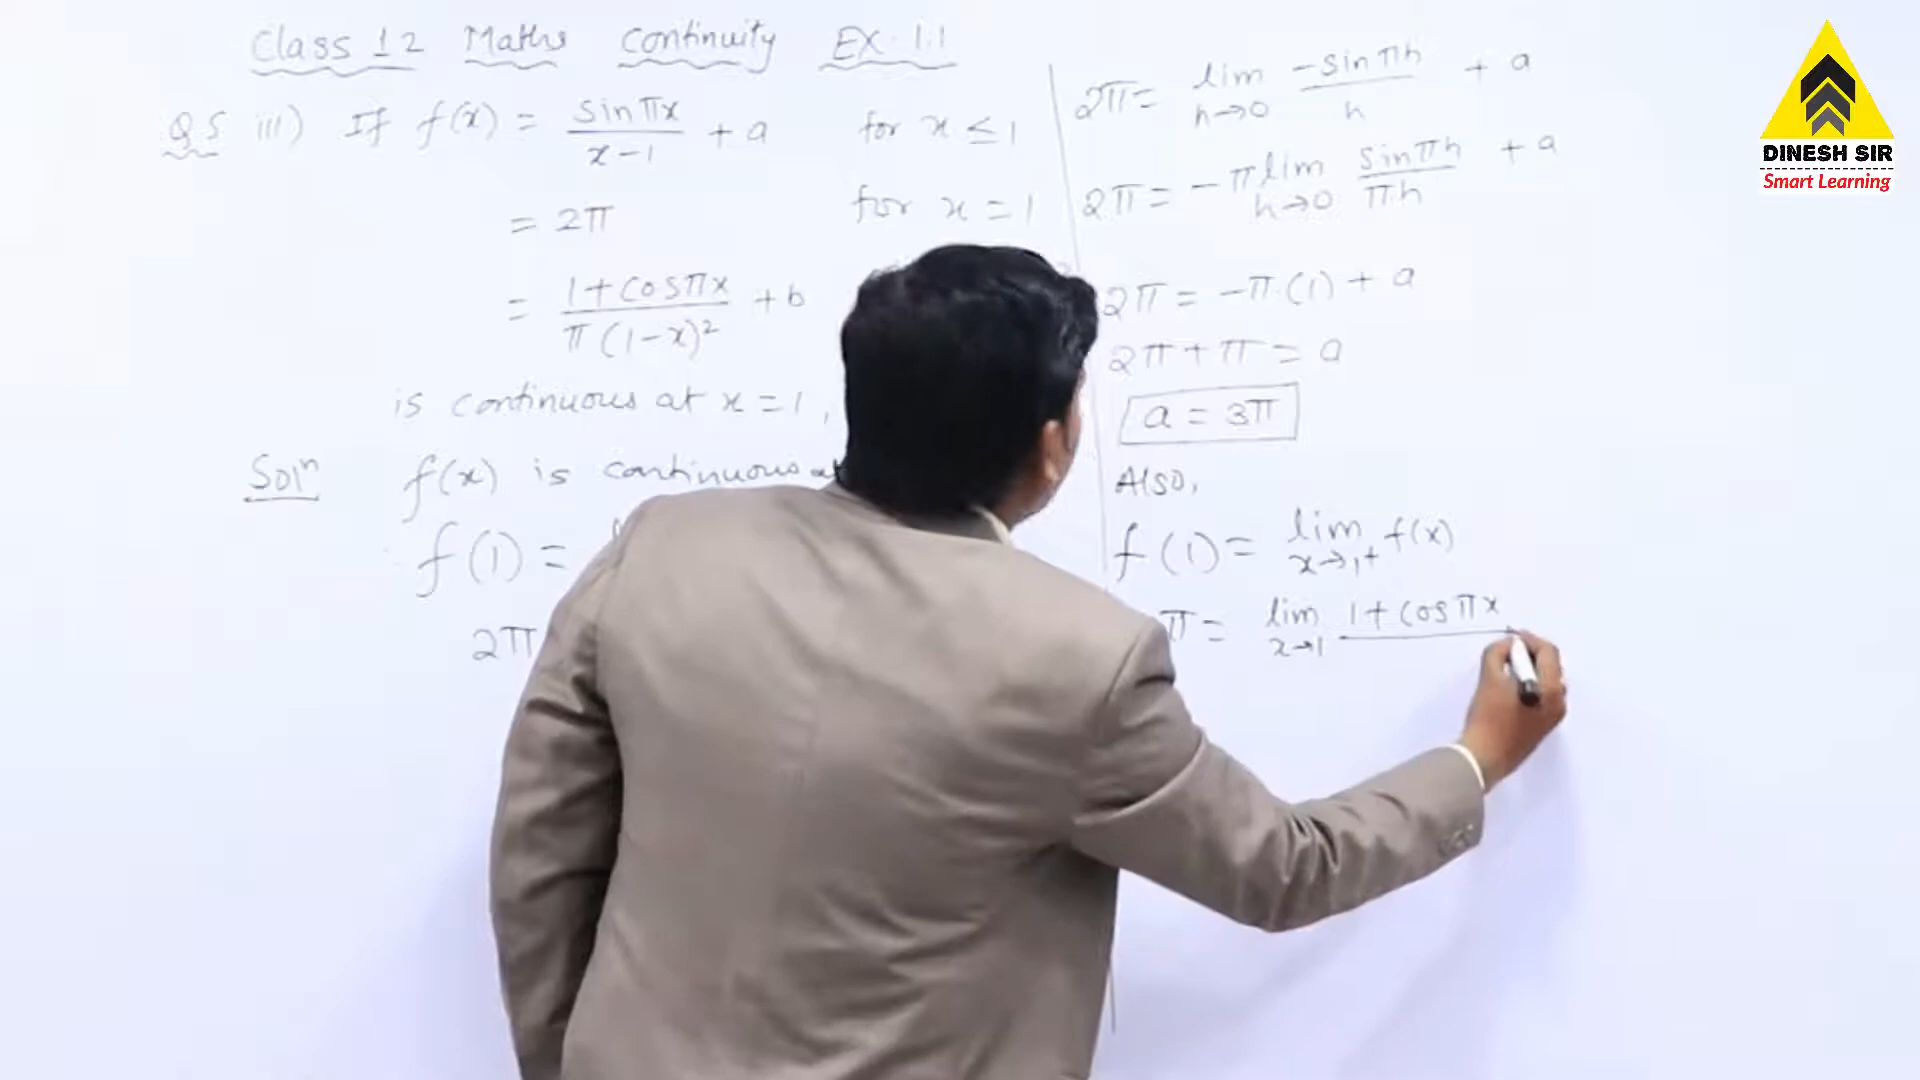 Class 12 Maths Continuity EX. 1.1
Q5 iii) If f(x) = sinπx / x-1 + a for x ≤ 1
= 2π for x = 1
= 1+cosπx / π(1-x)² + b
is continuous at x = 1,
Solⁿ f(x) is continuous at
f(1) =
2π
2π = lim h→0 -sinπh / h + a
2π = -π lim h→0 sinπh / πh + a
2π = -π(1) + a
2π + π = a
a = 3π
Also,
f(1) = lim x→1+ f(x)
π = lim x→1 1+cosπx
DINESH SIR
Smart Learning